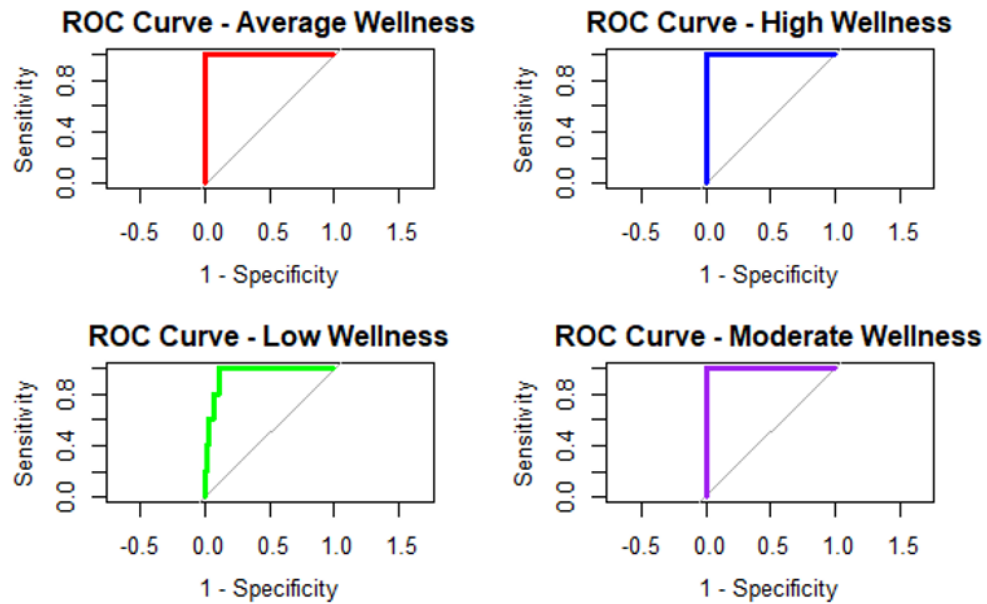 ROC Curve - Average Wellness
Sensitivity
0.0 0.4 0.8
-0.5 0.0 0.5 1.0 1.5
1 - Specificity
ROC Curve - High Wellness
Sensitivity
0.0 0.4 0.8
-0.5 0.0 0.5 1.0 1.5
1 - Specificity
ROC Curve - Low Wellness
Sensitivity
0.0 0.4 0.8
-0.5 0.0 0.5 1.0 1.5
1 - Specificity
ROC Curve - Moderate Wellness
Sensitivity
0.0 0.4 0.8
-0.5 0.0 0.5 1.0 1.5
1 - Specificity